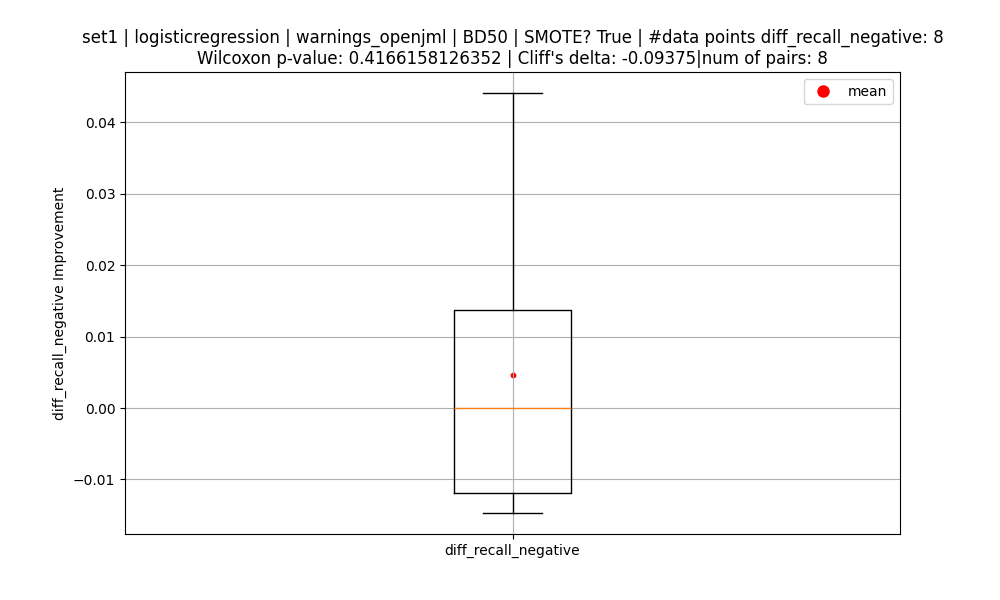 set1 | logisticregression | warnings_openjml | BD50 | SMOTE? True | #data points diff_recall_negative: 8
Wilcoxon p-value: 0.4166158126352 | Cliff's delta: -0.09375|num of pairs: 8
mean
0.04
0.03
0.02
0.01
0.00
−0.01
diff_recall_negative Improvement
diff_recall_negative